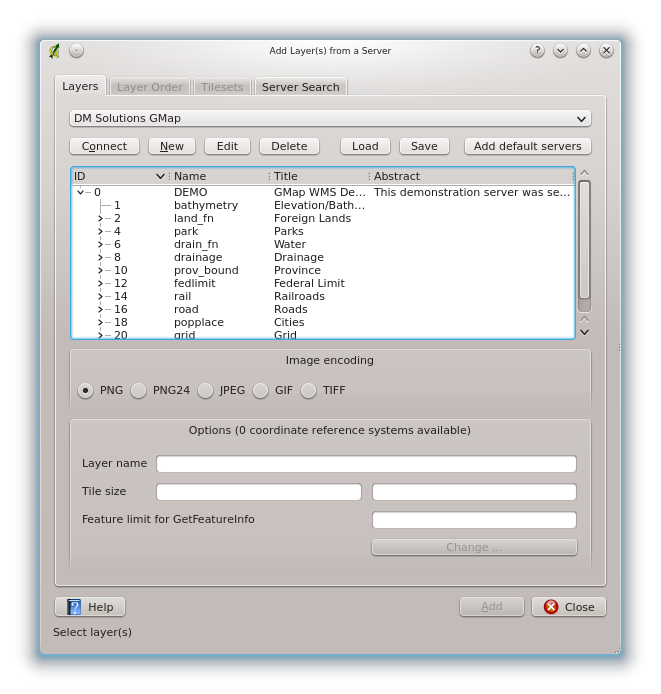 Add Layer(s) from a Server
Layers Layer Order Tilesets Server Search
DM Solutions GMap
Connect New Edit Delete Load Save Add default servers
ID Name Title Abstract
0 DEMO GMap WMS De... This demonstration server was se...
1 bathymetry Elevation/Bath...
2 land_fn Foreign Lands
4 park Parks
6 drain_fn Water
8 drainage Drainage
10 prov_bound Province
12 fedlimit Federal Limit
14 rail Railroads
16 road Roads
18 popplace Cities
20 grid Grid
Image encoding
PNG PNG24 JPEG GIF TIFF
Options (0 coordinate reference systems available)
Layer name
Tile size
Feature limit for GetFeatureInfo
Change ...
Help Add Close
Select layer(s)